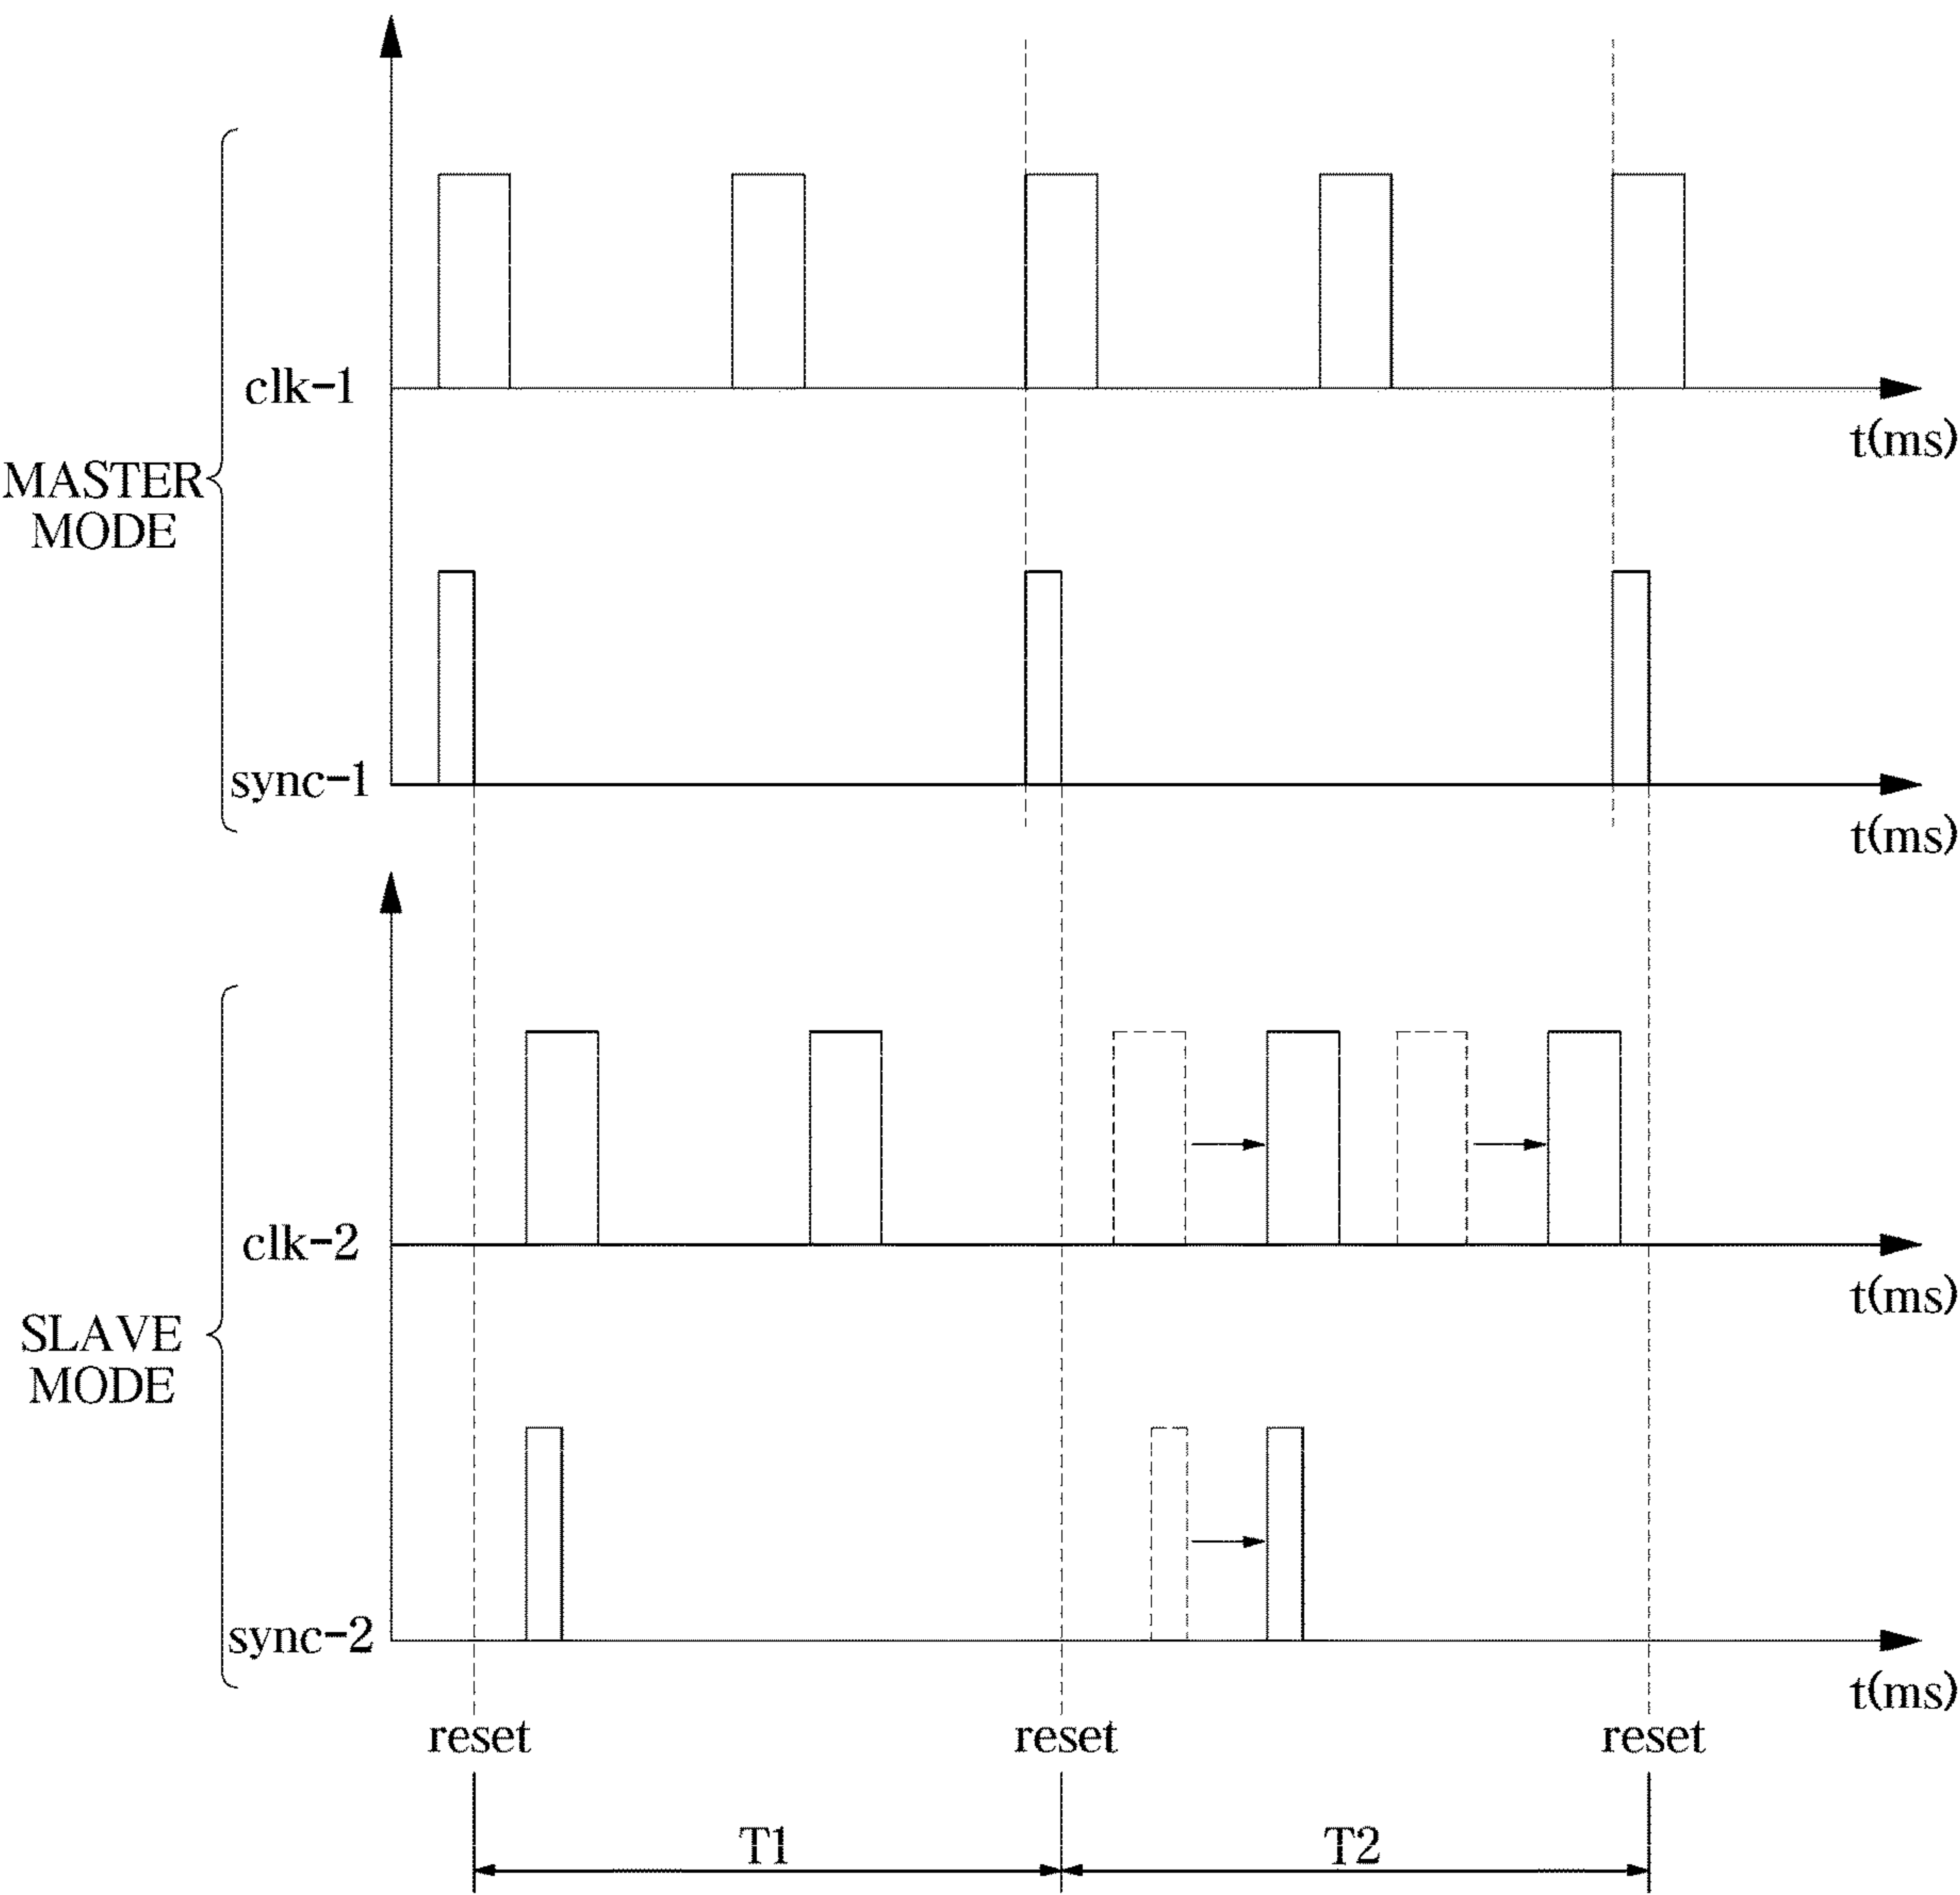 clk-1
t(ms)
MASTER
MODE
sync-1
t(ms)
clk-2
t(ms)
SLAVE
MODE
sync-2
t(ms)
reset reset reset
T1 T2